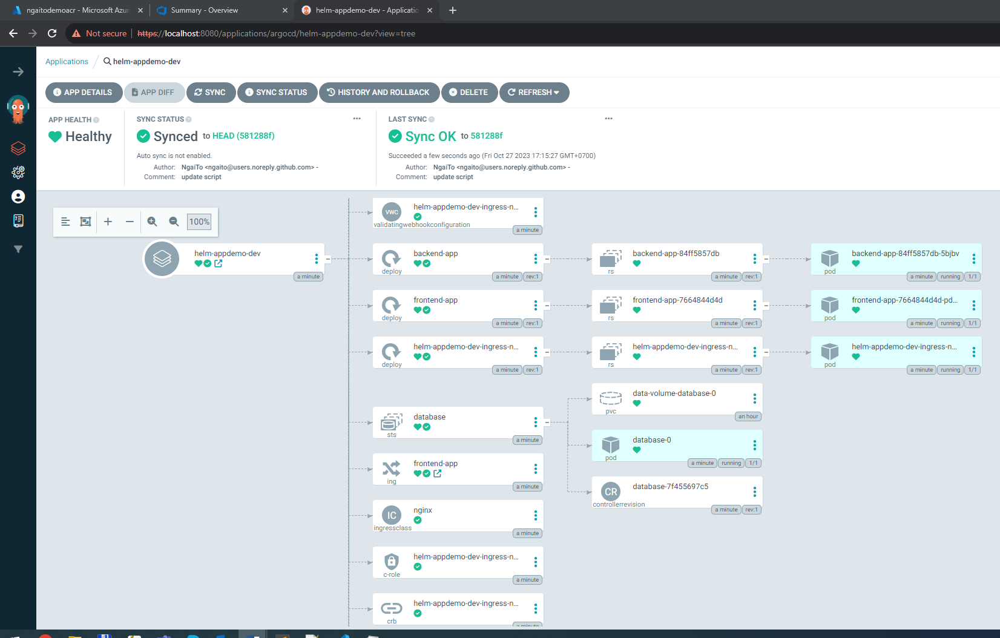 ngaitodemoacr - Microsoft Azur
Summary - Overview
helm-appdemo-dev - Applicatio
Not secure
https://localhost:8080/applications/argocd/helm-appdemo-dev?view=tree
Applications
helm-appdemo-dev
APP DETAILS
APP DIFF
SYNC
SYNC STATUS
HISTORY AND ROLLBACK
DELETE
REFRESH
APP HEALTH
Healthy
SYNC STATUS
Synced to HEAD (581288f)
Auto sync is not enabled.
Author: NgaiTo <ngaito@users.noreply.github.com> -
Comment: update script
LAST SYNC
Sync OK to 581288f
Succeeded a few seconds ago (Fri Oct 27 2023 17:15:27 GMT+0700)
Author: NgaiTo <ngaito@users.noreply.github.com> -
Comment: update script
100%
helm-appdemo-dev
a minute
VWC
helm-appdemo-dev-ingress-n...
validatingwebhookconfiguration
a minute
backend-app
deploy
a minute rev:1
backend-app-84ff5857db
rs
a minute rev:1
backend-app-84ff5857db-5bjbv
pod
a minute running 1/1
frontend-app
deploy
a minute rev:1
frontend-app-7664844d4d
rs
a minute rev:1
frontend-app-7664844d4d-pd...
pod
a minute running 1/1
helm-appdemo-dev-ingress-n...
deploy
a minute rev:1
helm-appdemo-dev-ingress-n...
rs
a minute rev:1
helm-appdemo-dev-ingress-n...
pod
a minute running 1/1
database
sts
a minute
data-volume-database-0
pvc
an hour
database-0
pod
a minute running 1/1
CR
database-7f455697c5
controllerrevision
a minute rev:1
frontend-app
ing
a minute
IC
nginx
ingressclass
a minute
helm-appdemo-dev-ingress-n...
c-role
a minute
helm-appdemo-dev-ingress-n...
crb
a minute